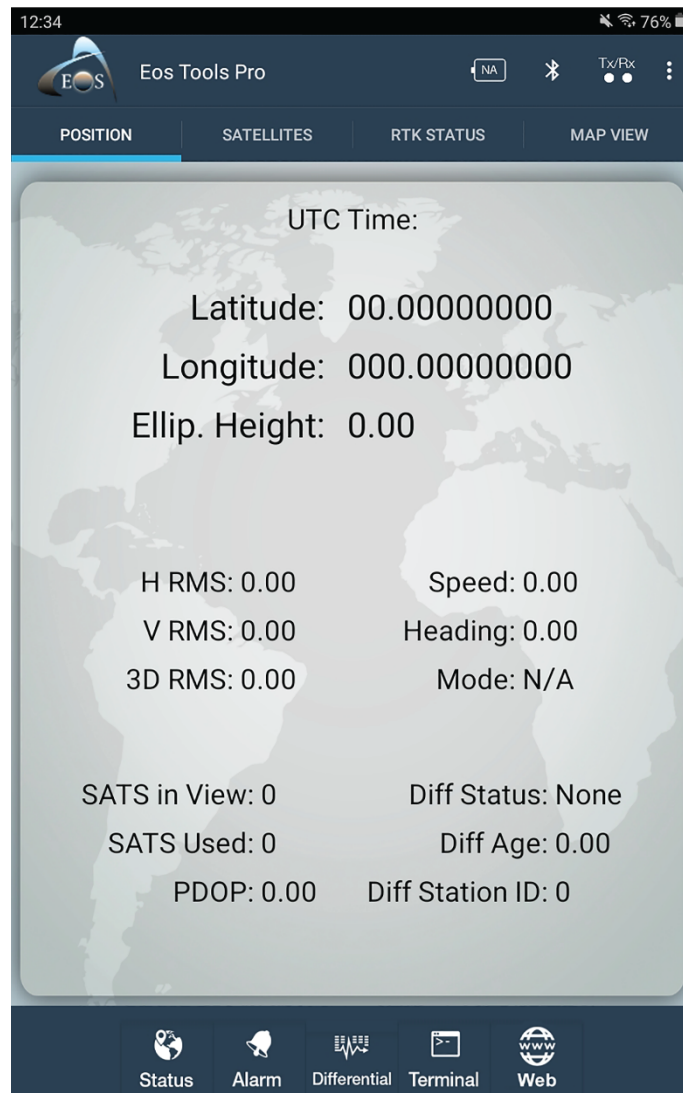 12:34 76%
EOS Eos Tools Pro NA Tx/Rx
POSITION SATELLITES RTK STATUS MAP VIEW
UTC Time:
Latitude: 00.00000000
Longitude: 000.00000000
Ellip. Height: 0.00
H RMS: 0.00 Speed: 0.00
V RMS: 0.00 Heading: 0.00
3D RMS: 0.00 Mode: N/A
SATS in View: 0 Diff Status: None
SATS Used: 0 Diff Age: 0.00
PDOP: 0.00 Diff Station ID: 0
www
Status Alarm Differential Terminal Web